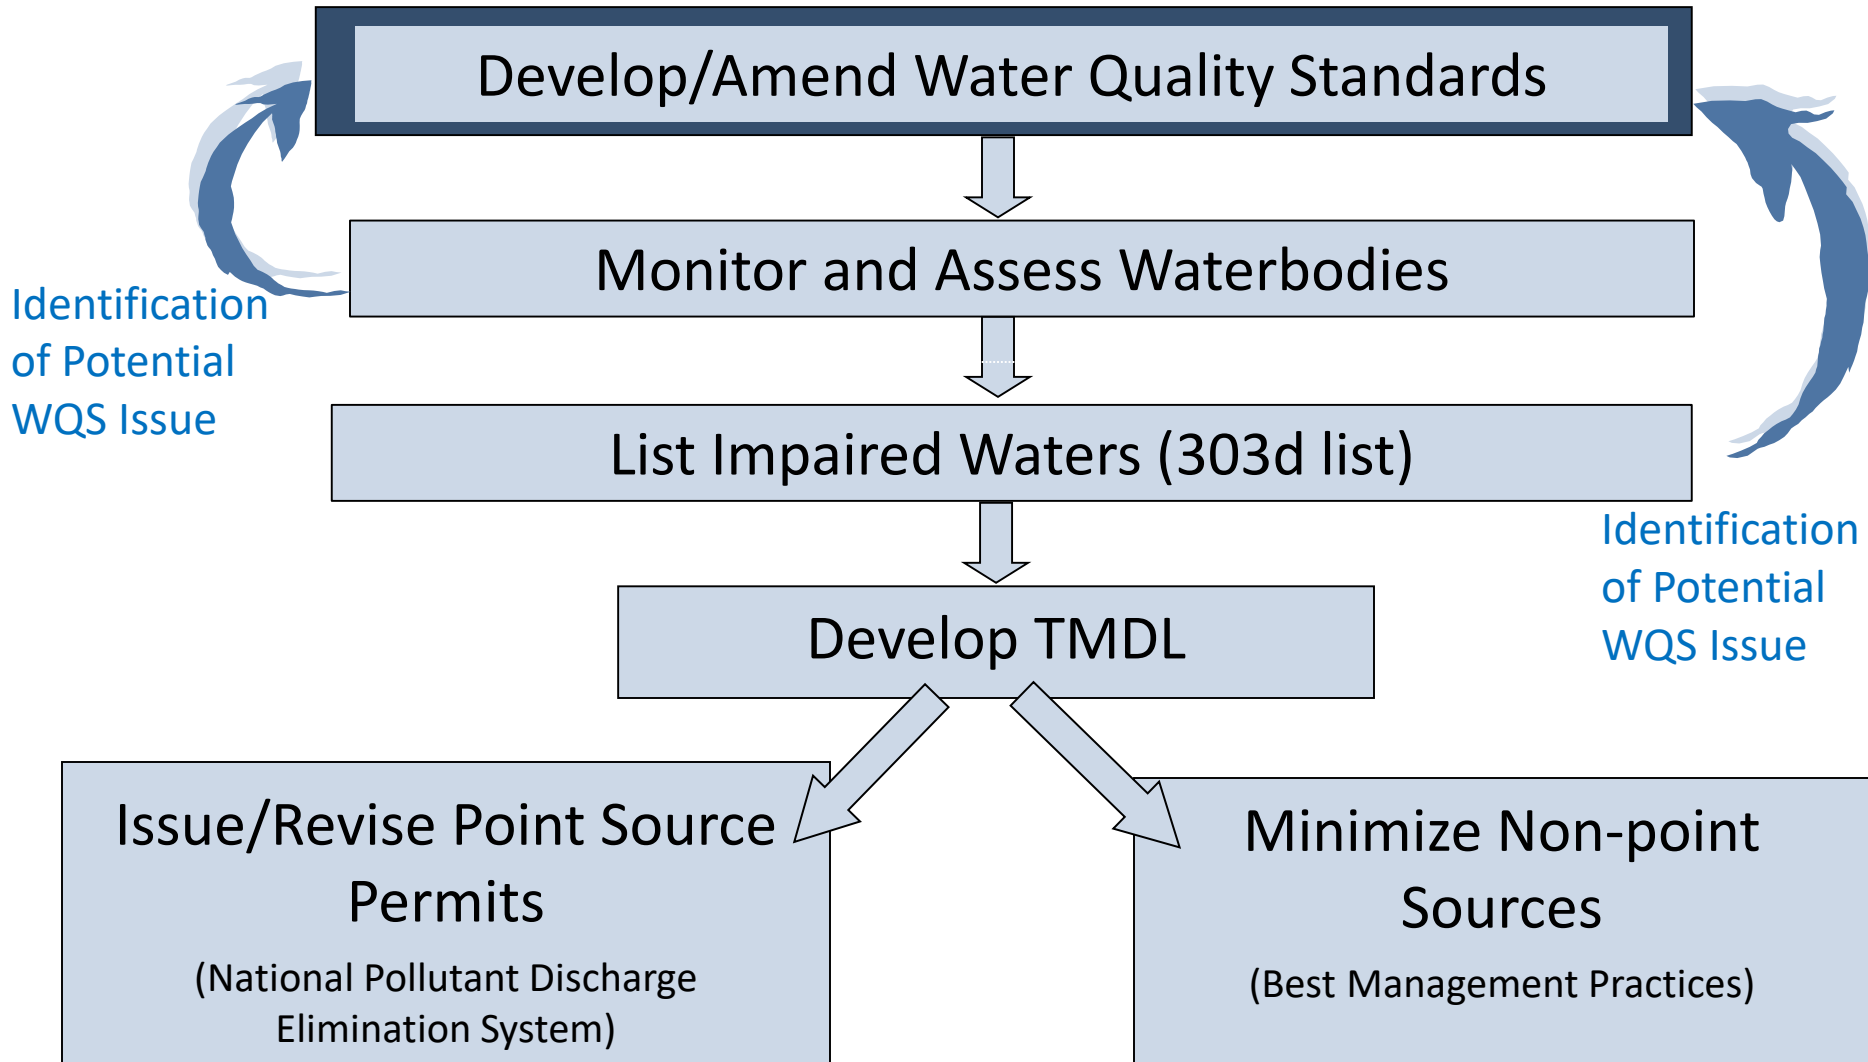 Develop/Amend Water Quality Standards
Monitor and Assess Waterbodies
Identification
of Potential
WQS Issue
List Impaired Waters (303d list)
Identification
of Potential
WQS Issue
Develop TMDL
Issue/Revise Point Source
Permits
(National Pollutant Discharge
Elimination System)
Minimize Non-point
Sources
(Best Management Practices)